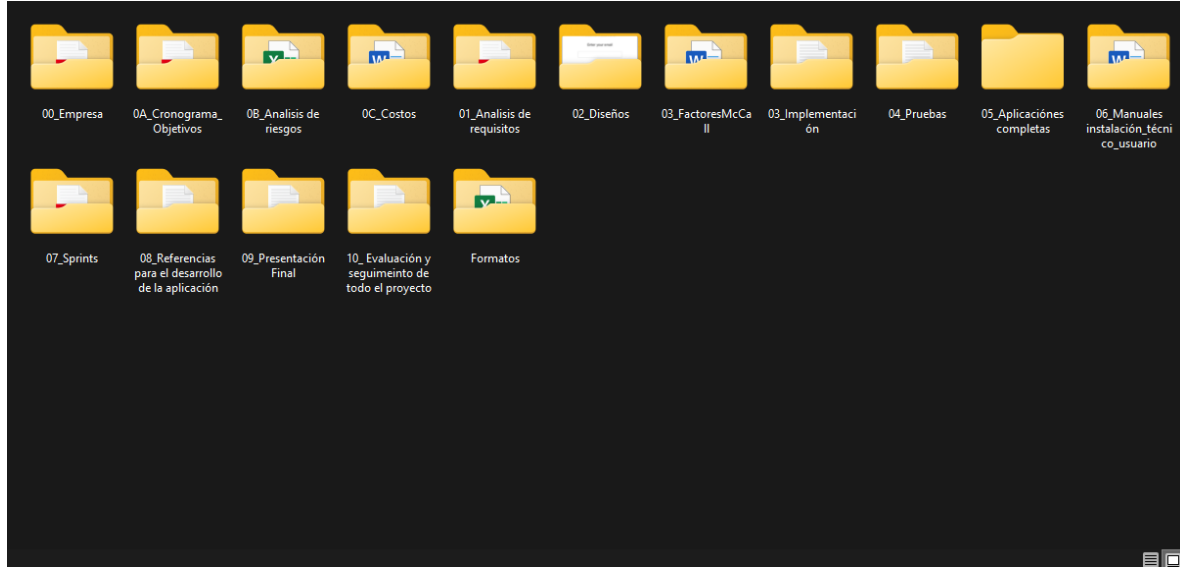 00_Empresa
0A_Cronograma_
Objetivos
0B_Analisis de
riesgos
0C_Costos
01_Analisis de
requisitos
02_Diseños
03_FactoresMcCa
ll
03_Implementaci
ón
04_Pruebas
05_Aplicaciónes
completas
06_Manuales
instalación_técni
co_usuario
07_Sprints
08_Referencias
para el desarrollo
de la aplicación
09_Presentación
Final
10_ Evaluación y
seguimeinto de
todo el proyecto
Formatos